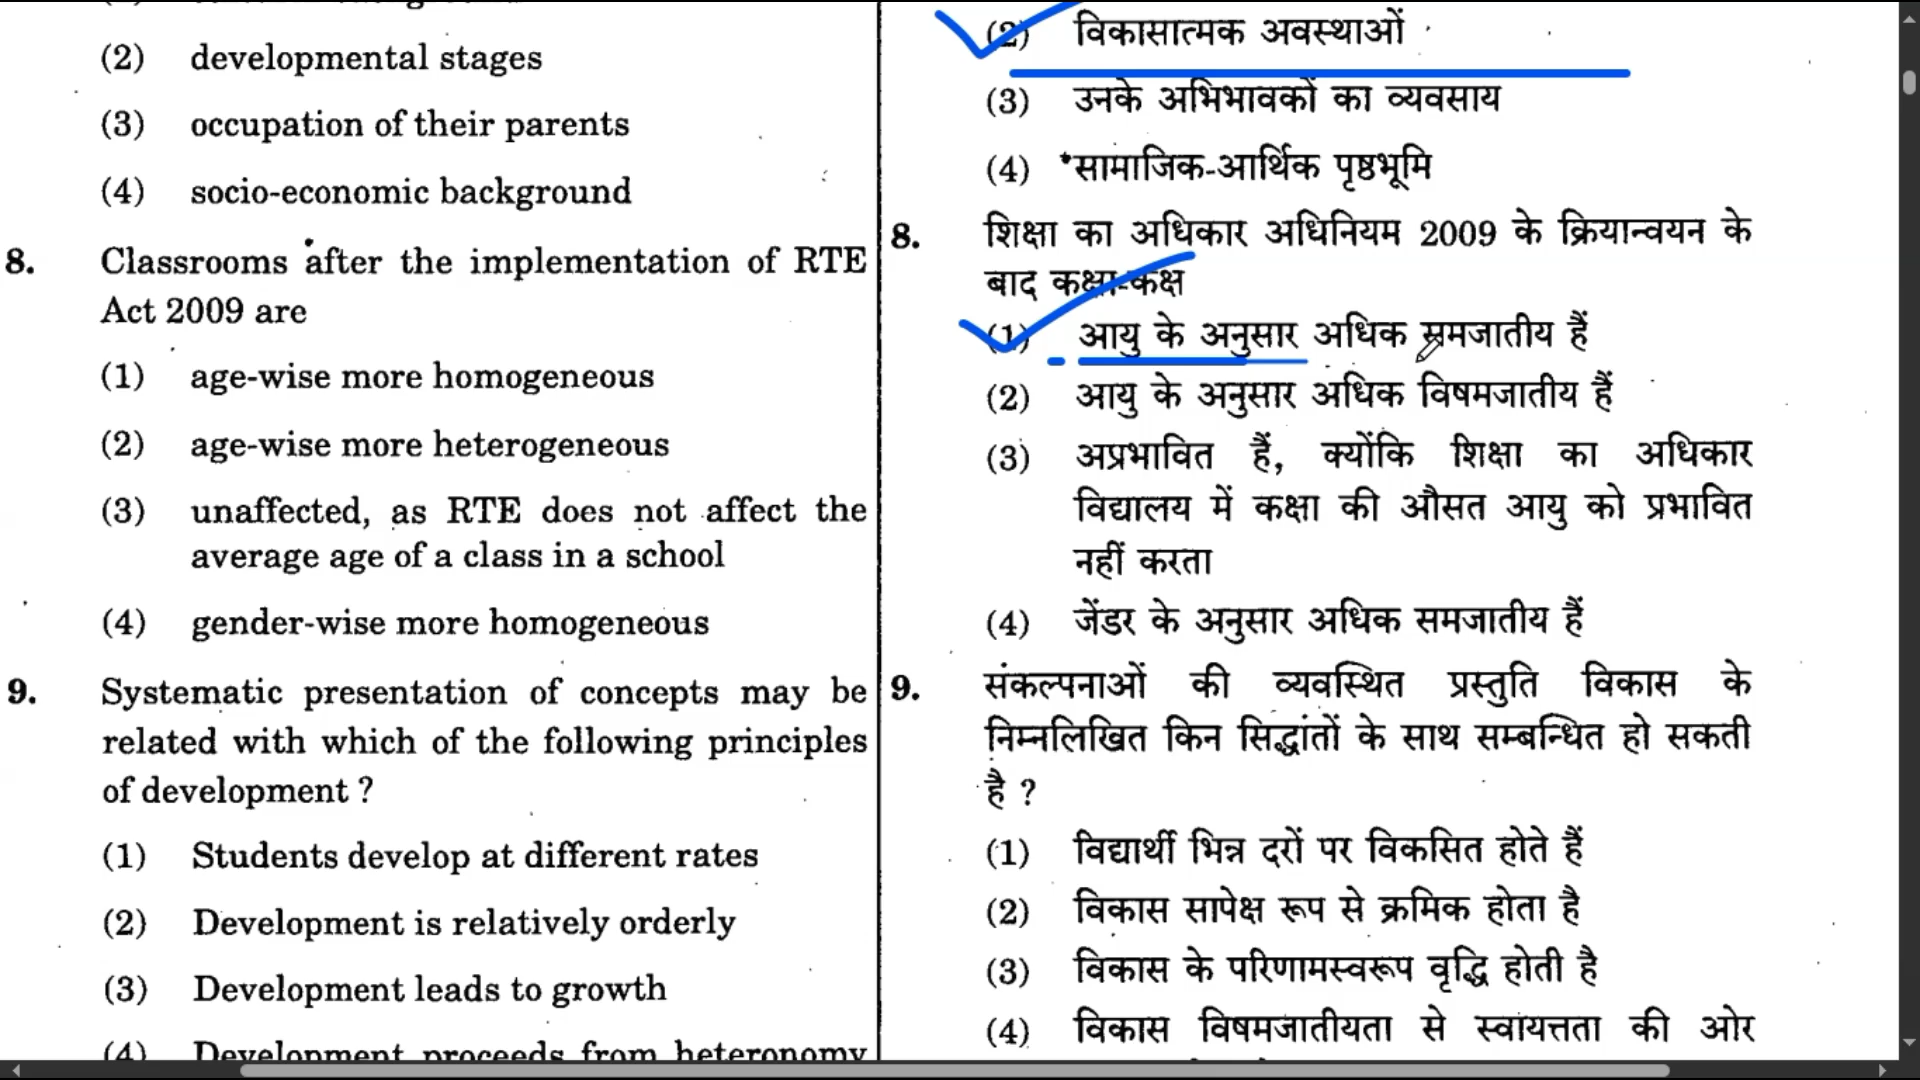 (2) developmental stages
(3) occupation of their parents
(4) socio-economic background
8. Classrooms after the implementation of RTE
Act 2009 are
(1) age-wise more homogeneous
(2) age-wise more heterogeneous
(3) unaffected, as RTE does not affect the
average age of a class in a school
(4) gender-wise more homogeneous
9. Systematic presentation of concepts may be
related with which of the following principles
of development ?
(1) Students develop at different rates
(2) Development is relatively orderly
(3) Development leads to growth
(4) Development proceeds from heteronomy
(2) विकासात्मक अवस्थाओं
(3) उनके अभिभावकों का व्यवसाय
(4) सामाजिक-आर्थिक पृष्ठभूमि
8. शिक्षा का अधिकार अधिनियम 2009 के क्रियान्वयन के
बाद कक्षा-कक्ष
(1) आयु के अनुसार अधिक समजातीय हैं
(2) आयु के अनुसार अधिक विषमजातीय हैं
(3) अप्रभावित हैं, क्योंकि शिक्षा का अधिकार
विद्यालय में कक्षा की औसत आयु को प्रभावित
नहीं करता
(4) जेंडर के अनुसार अधिक समजातीय हैं
9. संकल्पनाओं की व्यवस्थित प्रस्तुति विकास के
निम्नलिखित किन सिद्धांतों के साथ सम्बन्धित हो सकती
है ?
(1) विद्यार्थी भिन्न दरों पर विकसित होते हैं
(2) विकास सापेक्ष रूप से क्रमिक होता है
(3) विकास के परिणामस्वरूप वृद्धि होती है
(4) विकास विषमजातीयता से स्वायत्तता की ओर